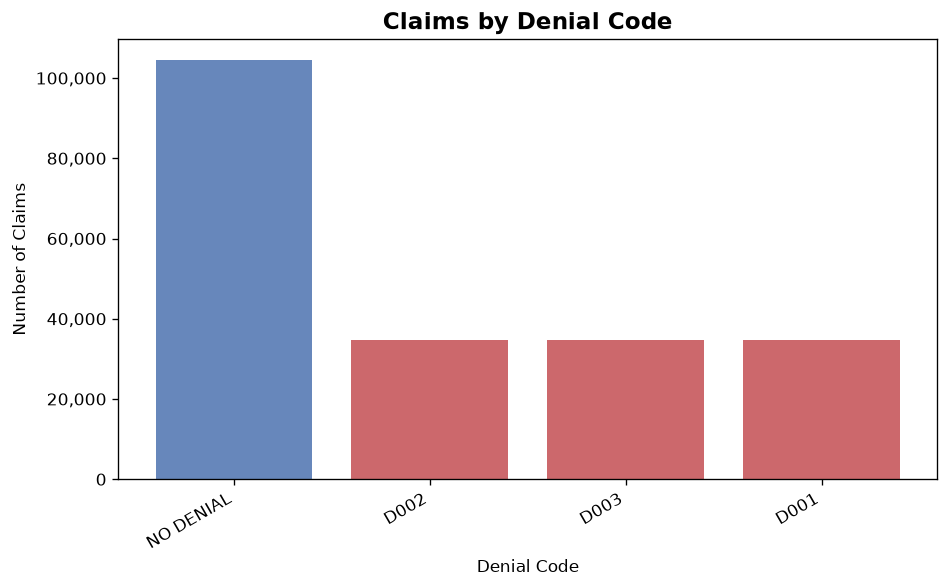 Claims by Denial Code
Number of Claims
100,000
80,000
60,000
40,000
20,000
0
NO DENIAL
D002
D003
D001
Denial Code